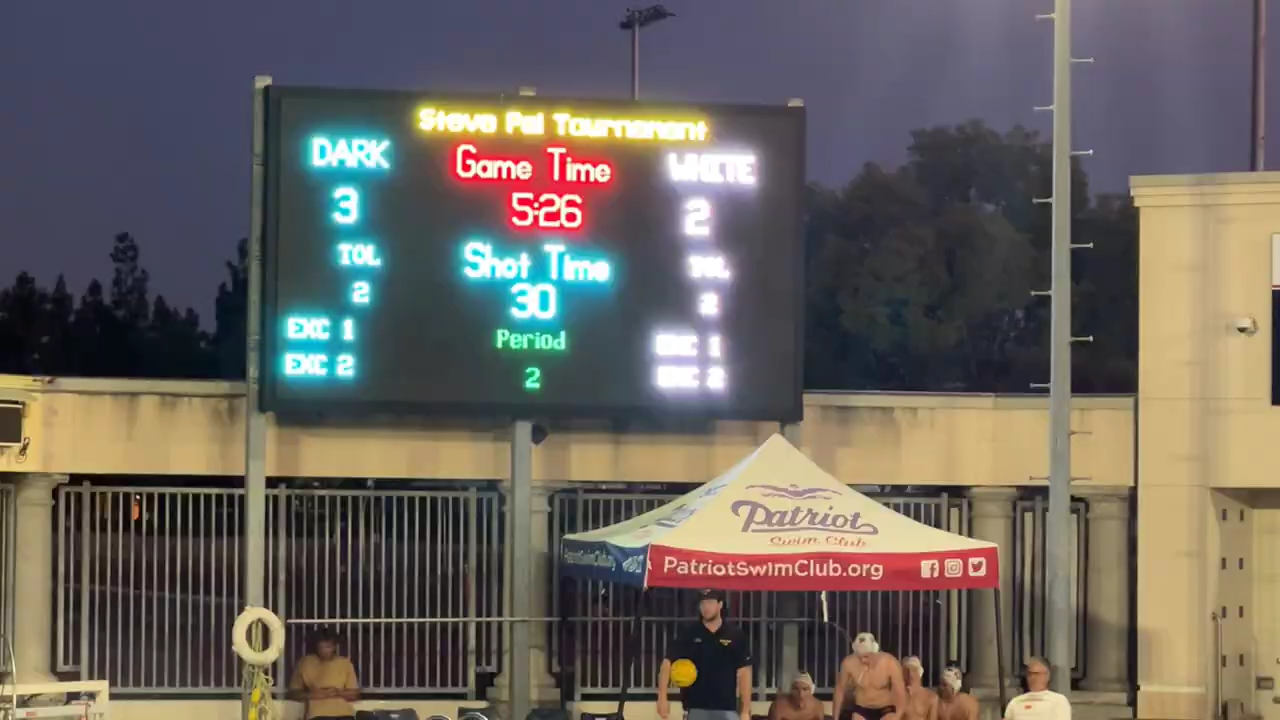 Steve Pal Tournament
DARK
Game Time
WHITE
3
5:26
2
TOL
Shot Time
TOL
2
30
2
EXC 1
Period
EXC 1
EXC 2
2
EXC 2
Patriot
Swim Club
PatriotSwimClub.org